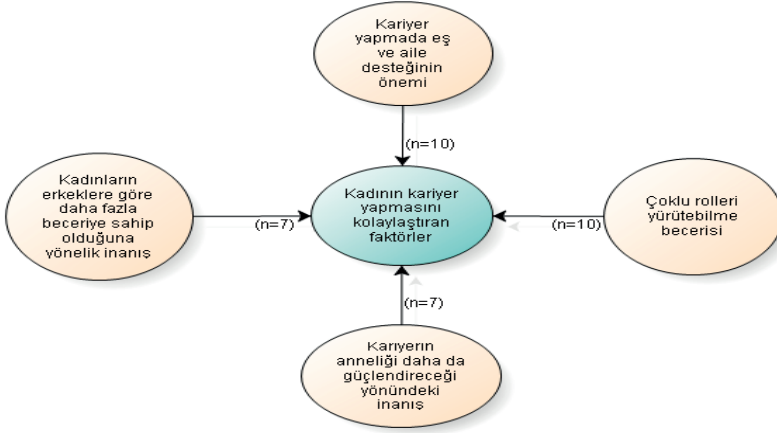 Kariyer
yapmada eş
ve aile
desteğinin
önemi
(n=10)
Kadınların
erkeklere göre
daha fazla
beceriye sahip
olduğuna
yönelik inanış
(n=7)
Kadının kariyer
yapmasını
kolaylaştıran
faktörler
(n=10)
Çoklu rolleri
yürütebilme
becerisi
(n=7)
Karıyerın
anneliği daha da
güçlendireceği
yönündeki
inanış